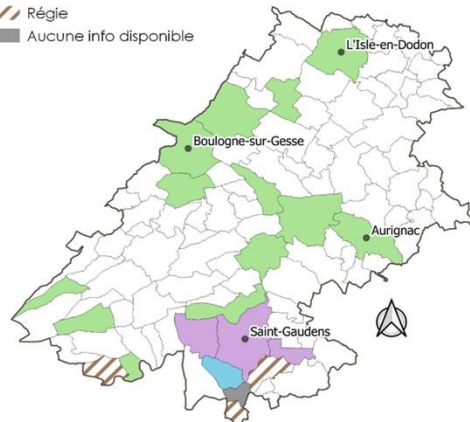 Régie
Aucune info disponible
L'Isle-en-Dodon
Boulogne-sur-Gesse
Aurignac
Saint-Gaudens